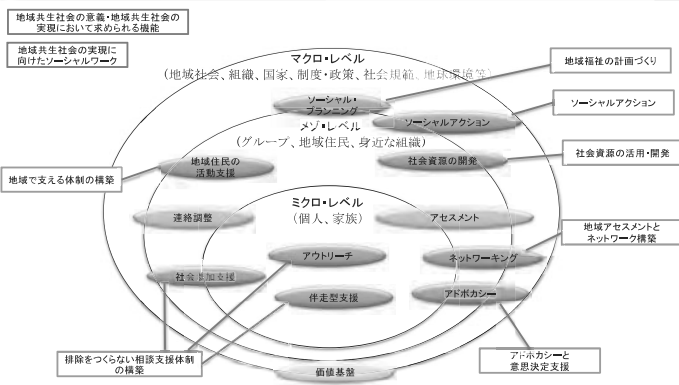 地域共生社会の意義・地域共生社会の
実現において求められる機能
地域共生社会の実現に
向けたソーシャルワーク
マクロ・レベル
(地域社会、組織、国家、制度・政策、社会規範、地球環境等)
地域福祉の計画づくり
ソーシャル・
プランニング
ソーシャルアクション
ソーシャルアクション
メゾ・レベル
(グループ、地域住民、身近な組織)
地域住民の
活動支援
社会資源の開発
社会資源の活用・開発
地域で支える体制の構築
ミクロ・レベル
(個人、家族)
連絡調整
アセスメント
地域アセスメントと
ネットワーク構築
アウトリーチ
ネットワーキング
社会参加支援
伴走型支援
アドボカシー
排除をつくらない相談支援体制
の構築
アドボカシーと
意思決定支援
価値基盤